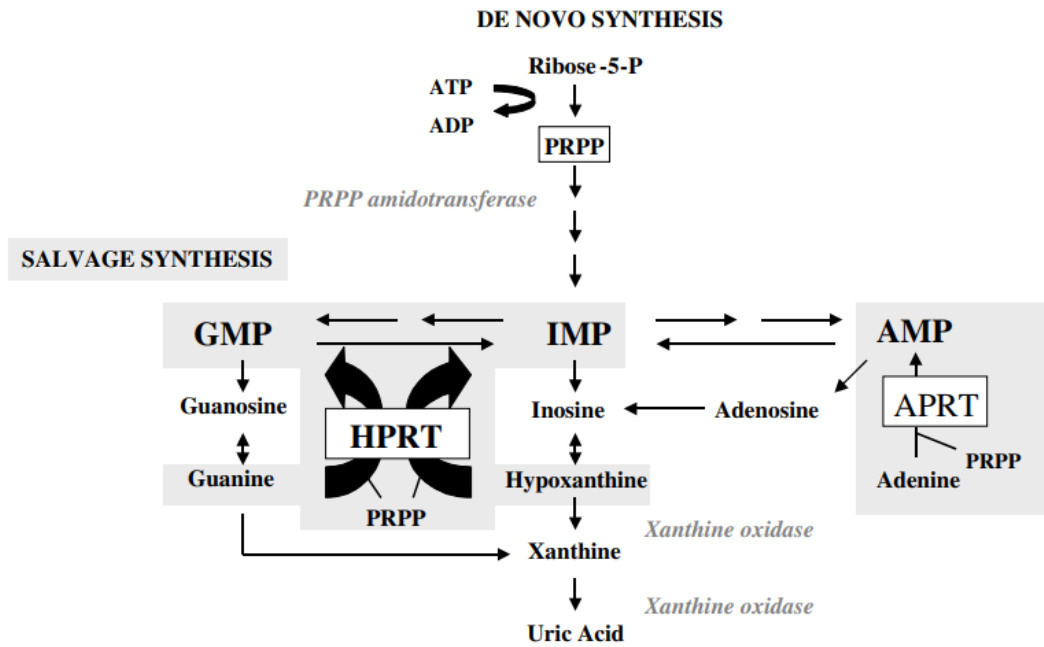 DE NOVO SYNTHESIS
Ribose -5-P
ATP
ADP
PRPP
PRPP amidotransferase
SALVAGE SYNTHESIS
GMP
IMP
AMP
Guanosine
Inosine
Adenosine
APRT
HPRT
PRPP
Guanine
Hypoxanthine
Adenine
PRPP
Xanthine oxidase
Xanthine
Xanthine oxidase
Uric Acid